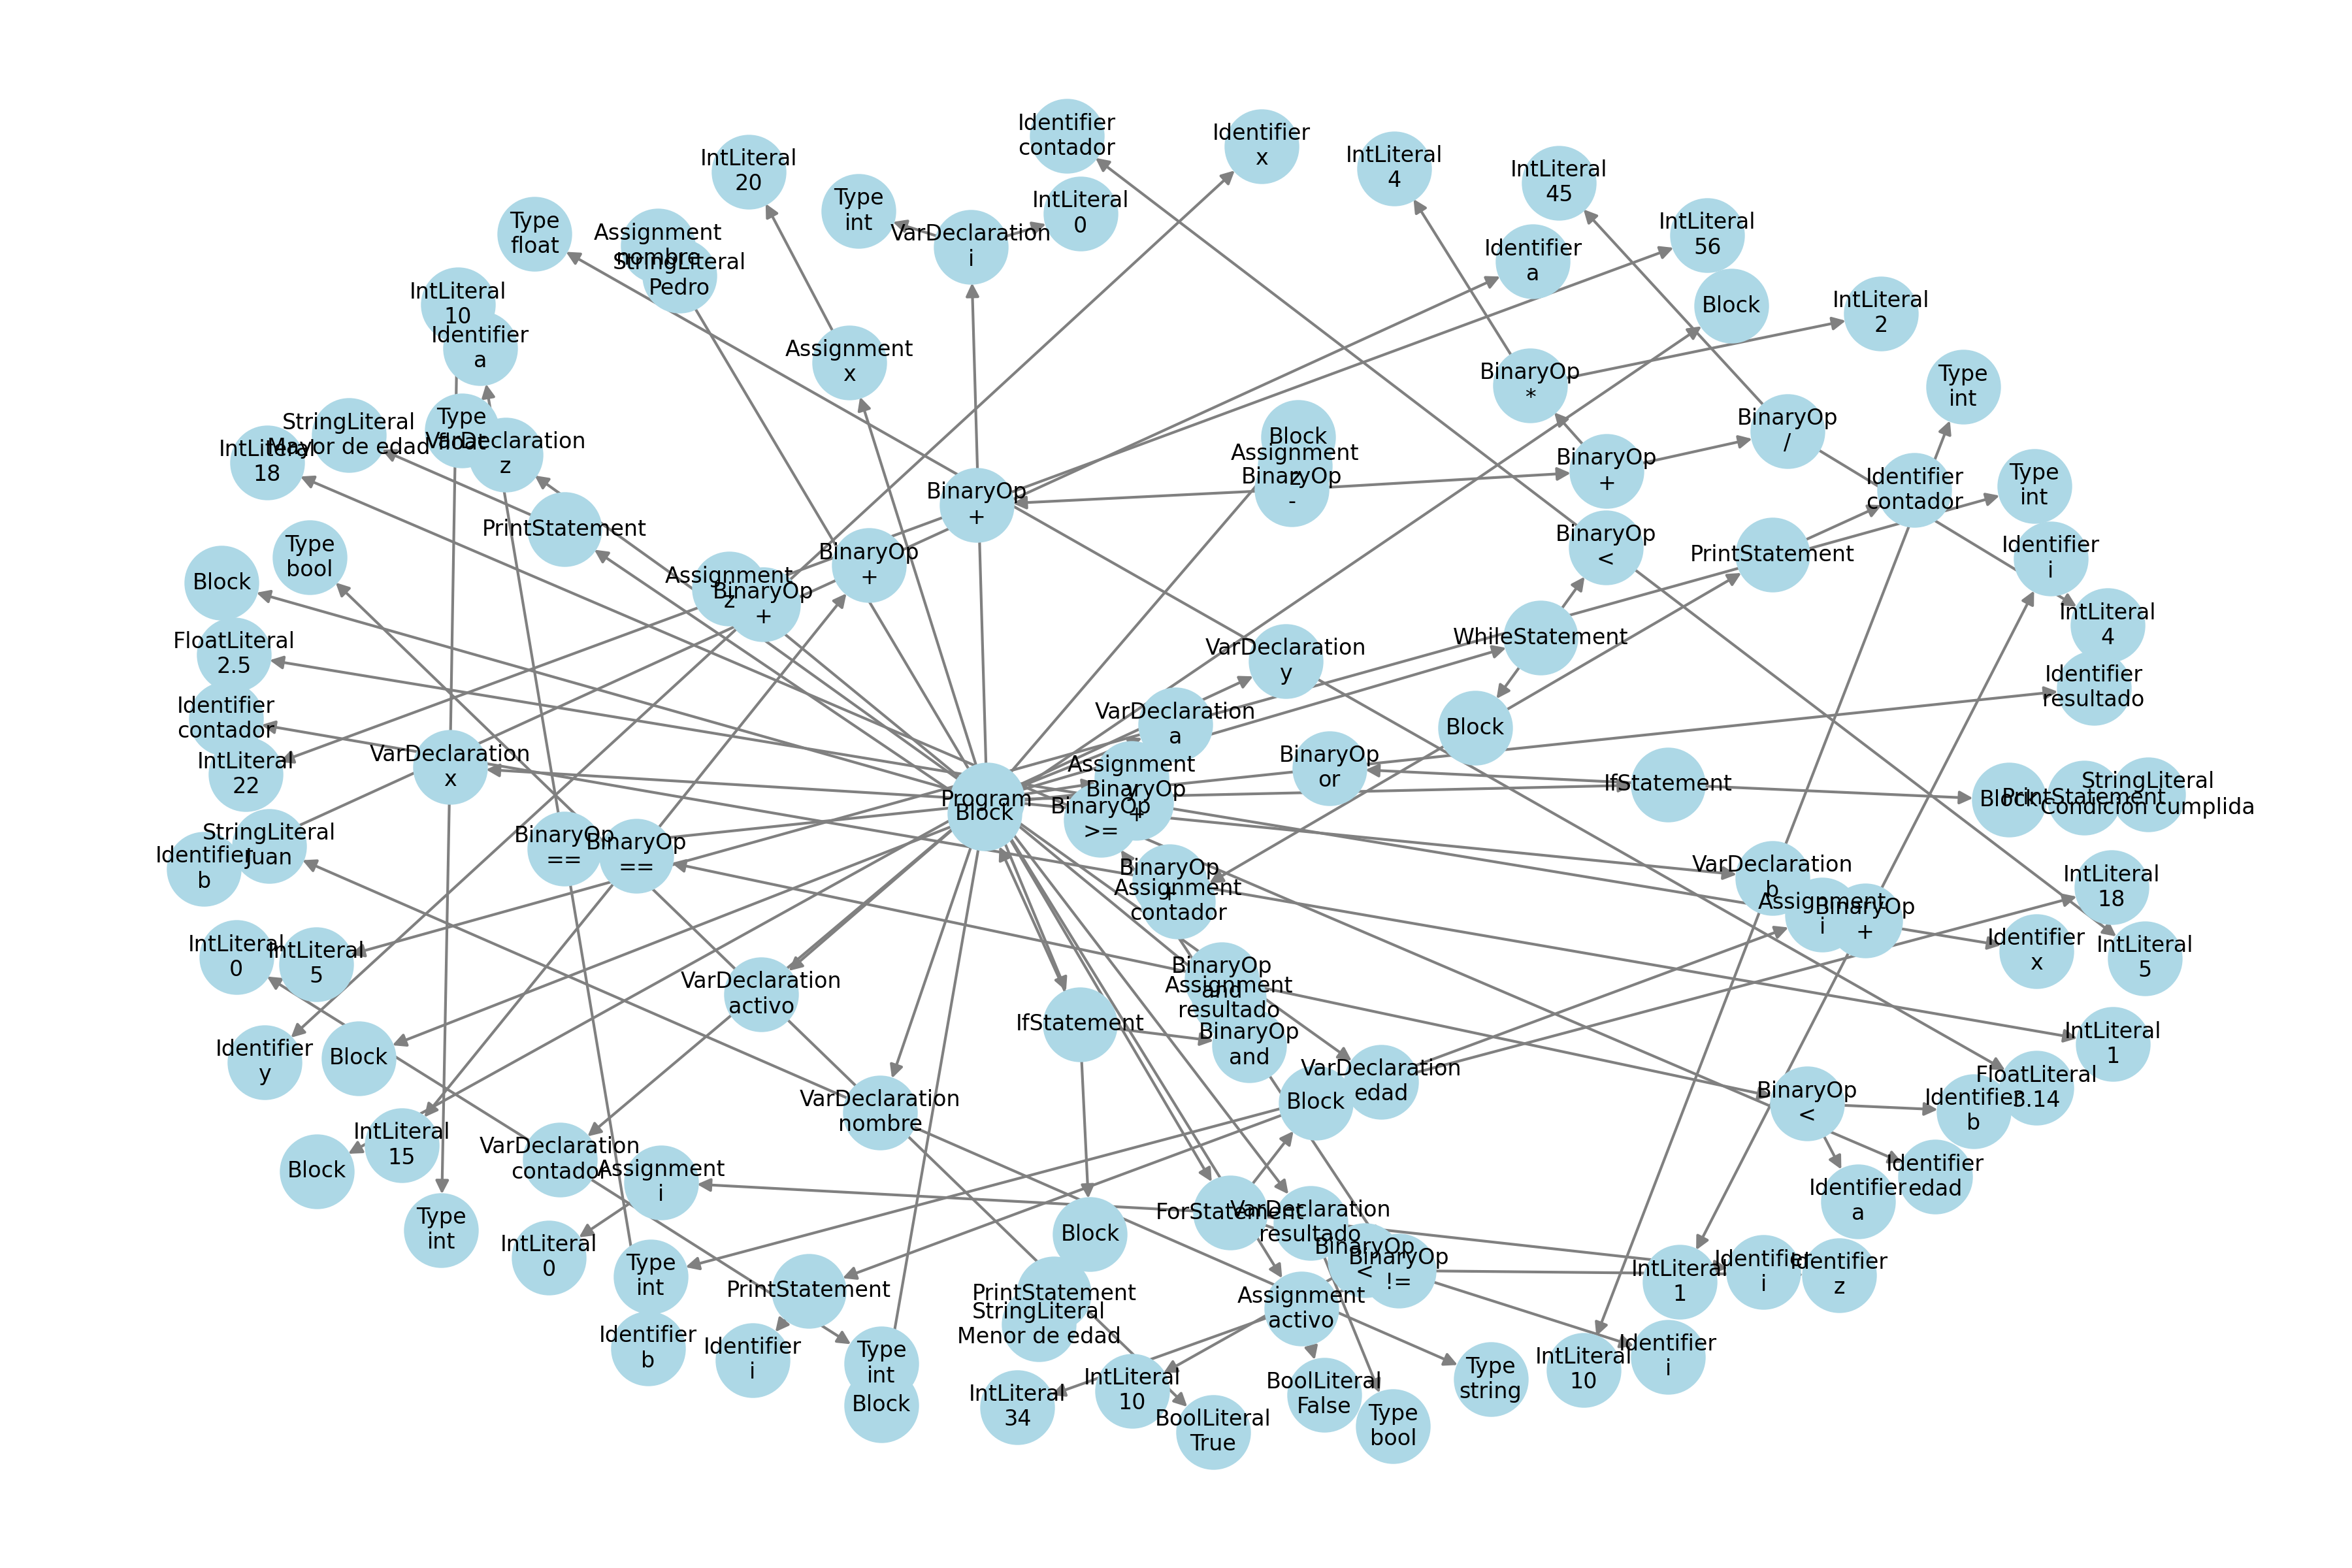 Identifier
contador
Identifier
x
IntLiteral
20
IntLiteral
4
IntLiteral
45
Type
int
IntLiteral
0
Type
float
Assignment
nombre
StringLiteral
Pedro
VarDeclaration
i
IntLiteral
56
Identifier
a
Block
IntLiteral
2
IntLiteral
10
Identifier
a
Assignment
x
BinaryOp
*
Type
int
StringLiteral
Mayor de edad
IntLiteral
18
Type
float
VarDeclaration
z
Block
Assignment
z
BinaryOp
-
BinaryOp
/
BinaryOp
+
BinaryOp
+
Identifier
contador
Type
int
PrintStatement
Type
bool
BinaryOp
+
BinaryOp
<
PrintStatement
Identifier
i
Block
Assignment
z
BinaryOp
+
IntLiteral
4
FloatLiteral
2.5
VarDeclaration
y
WhileStatement
Identifier
resultado
Identifier
contador
VarDeclaration
a
Block
IntLiteral
22
VarDeclaration
x
Assignment
y
BinaryOp
+
BinaryOp
or
IfStatement
Program
Block
BinaryOp
>=
Block
PrintStatement
StringLiteral
Condición cumplida
StringLiteral
Juan
Identifier
b
BinaryOp
==
BinaryOp
==
BinaryOp
+
Assignment
contador
VarDeclaration
b
IntLiteral
18
Assignment
i
BinaryOp
+
Identifier
x
IntLiteral
5
IntLiteral
0
IntLiteral
5
VarDeclaration
activo
BinaryOp
and
Assignment
resultado
IfStatement
BinaryOp
and
IntLiteral
1
Identifier
y
Block
VarDeclaration
edad
Block
VarDeclaration
nombre
BinaryOp
<
FloatLiteral
3.14
Identifier
b
IntLiteral
15
Block
VarDeclaration
contador
Assignment
i
Identifier
edad
Identifier
a
Type
int
Block
ForStatement
VarDeclaration
resultado
IntLiteral
0
Type
int
PrintStatement
PrintStatement
StringLiteral
Menor de edad
BinaryOp
<
BinaryOp
!=
Assignment
activo
IntLiteral
1
Identifier
i
Identifier
z
Identifier
b
Identifier
i
Type
int
Block
IntLiteral
34
IntLiteral
10
BoolLiteral
True
BoolLiteral
False
Type
bool
Type
string
IntLiteral
10
Identifier
i